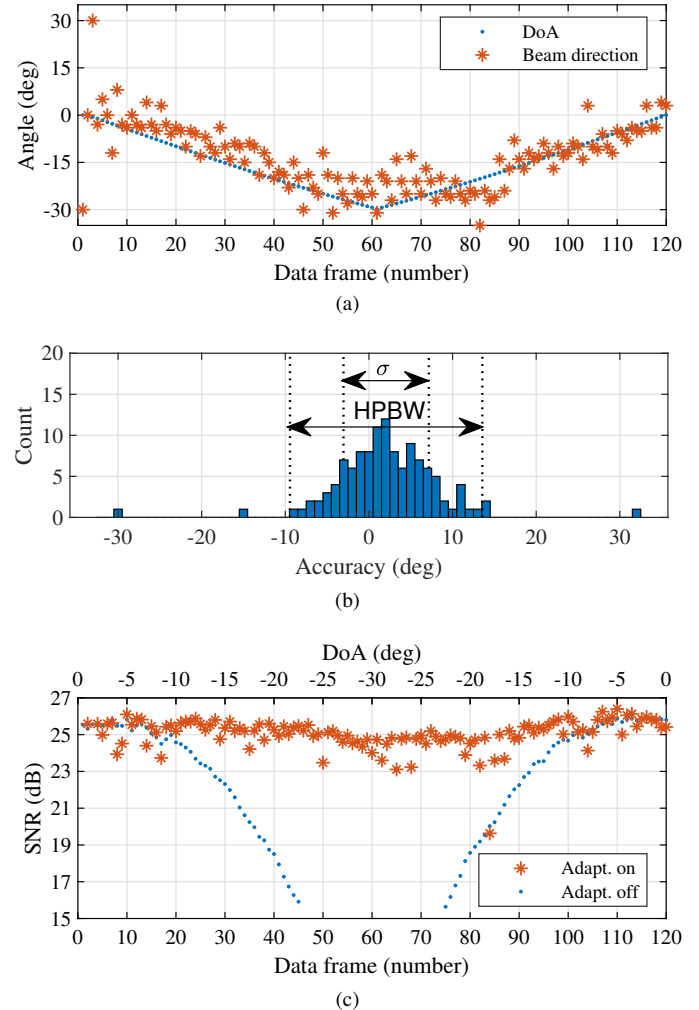 30
15
0
-15
-30
Angle (deg)
DoA
Beam direction
0 10 20 30 40 50 60 70 80 90 100 110 120
Data frame (number)
(a)
20
15
10
5
0
Count
σ
HPBW
-30 -20 -10 0 10 20 30
Accuracy (deg)
(b)
DoA (deg)
0 -5 -10 -15 -20 -25 -28 -23 -18 -15 -10 -5 0
27
25
23
21
19
17
15
SNR (dB)
Adapt. on
Adapt. off
0 10 20 30 40 50 60 70 80 90 100 110 120
Data frame (number)
(c)